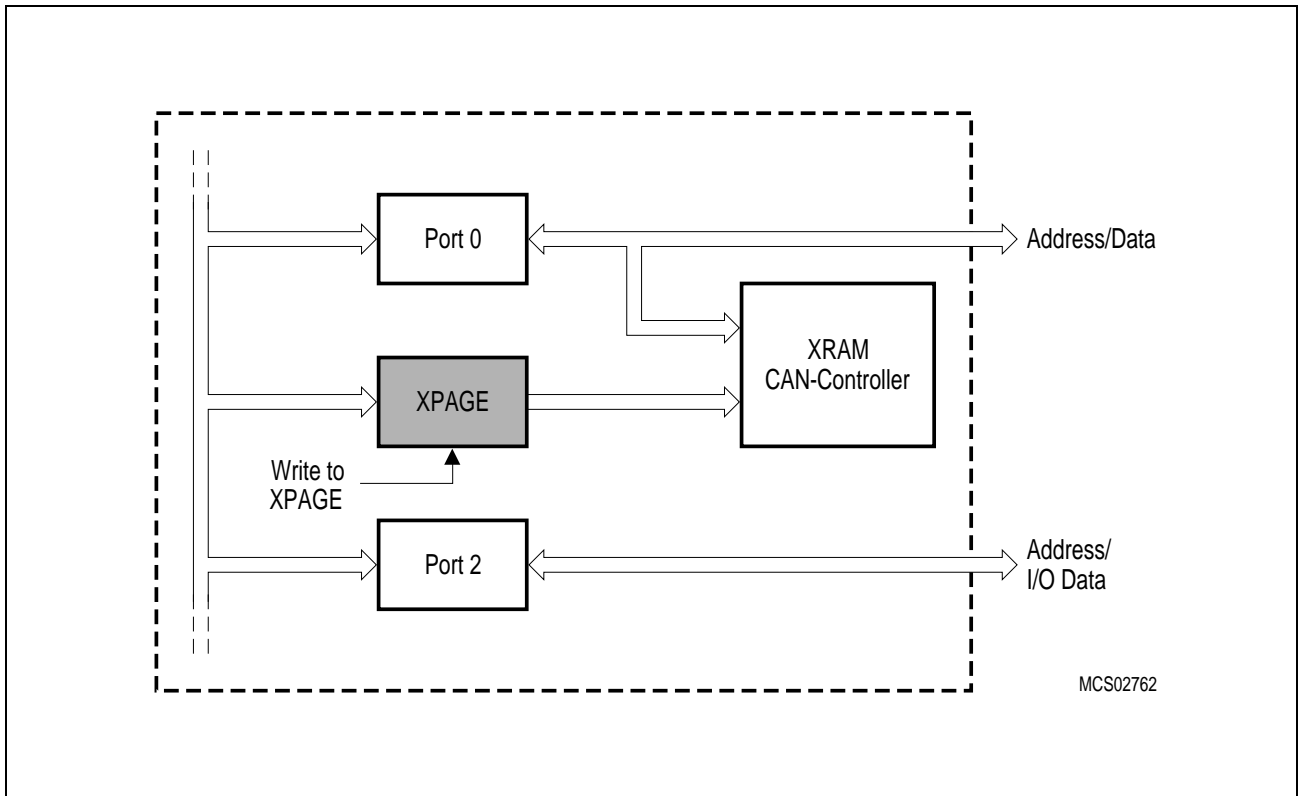 Port 0
Address/Data
XRAM
CAN-Controller
XPAGE
Write to
XPAGE
Port 2
Address/
I/O Data
MCS02762